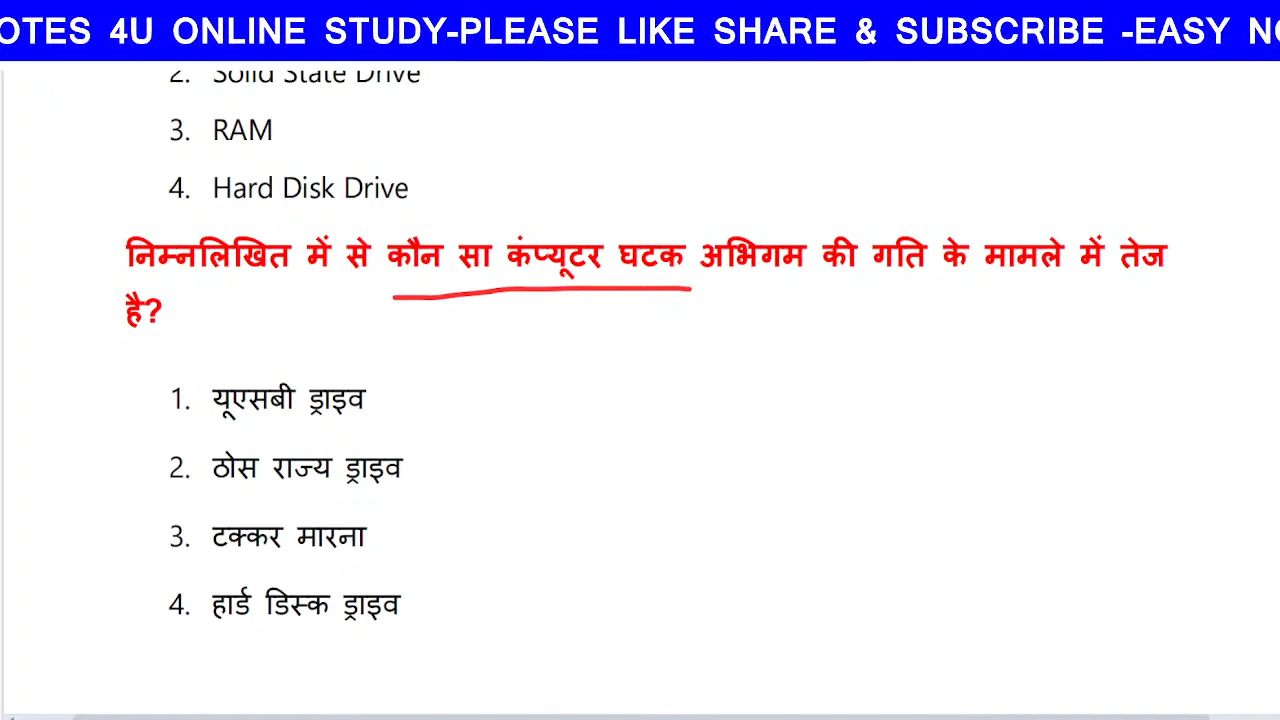 OTES 4U ONLINE STUDY-PLEASE LIKE SHARE & SUBSCRIBE -EASY NO
2. Solid State Drive
3. RAM
4. Hard Disk Drive
निम्नलिखित में से कौन सा कंप्यूटर घटक अभिगम की गति के मामले में तेज
है?
1. यूएसबी ड्राइव
2. ठोस राज्य ड्राइव
3. टक्कर मारना
4. हार्ड डिस्क ड्राइव